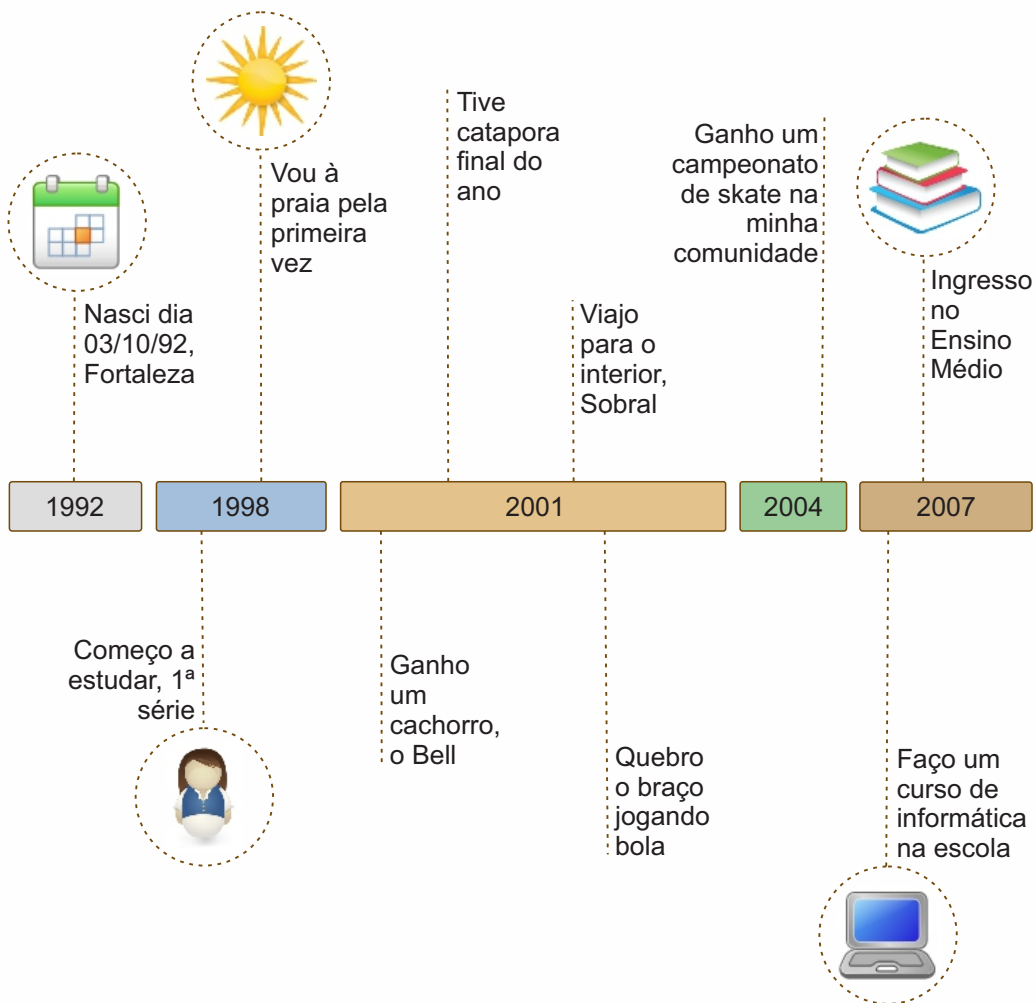 Nasci dia
03/10/92,
Fortaleza
Vou à
praia pela
primeira
vez
Tive
catapora
final do
ano
Viajo
para o
interior,
Sobral
Ganho um
campeonato
de skate na
minha
comunidade
Ingresso
no
Ensino
Médio
1992
1998
2001
2004
2007
Começo a
estudar, 1ª
série
Ganho
um
cachorro,
o Bell
Quebro
o braço
jogando
bola
Faço um
curso de
informática
na escola